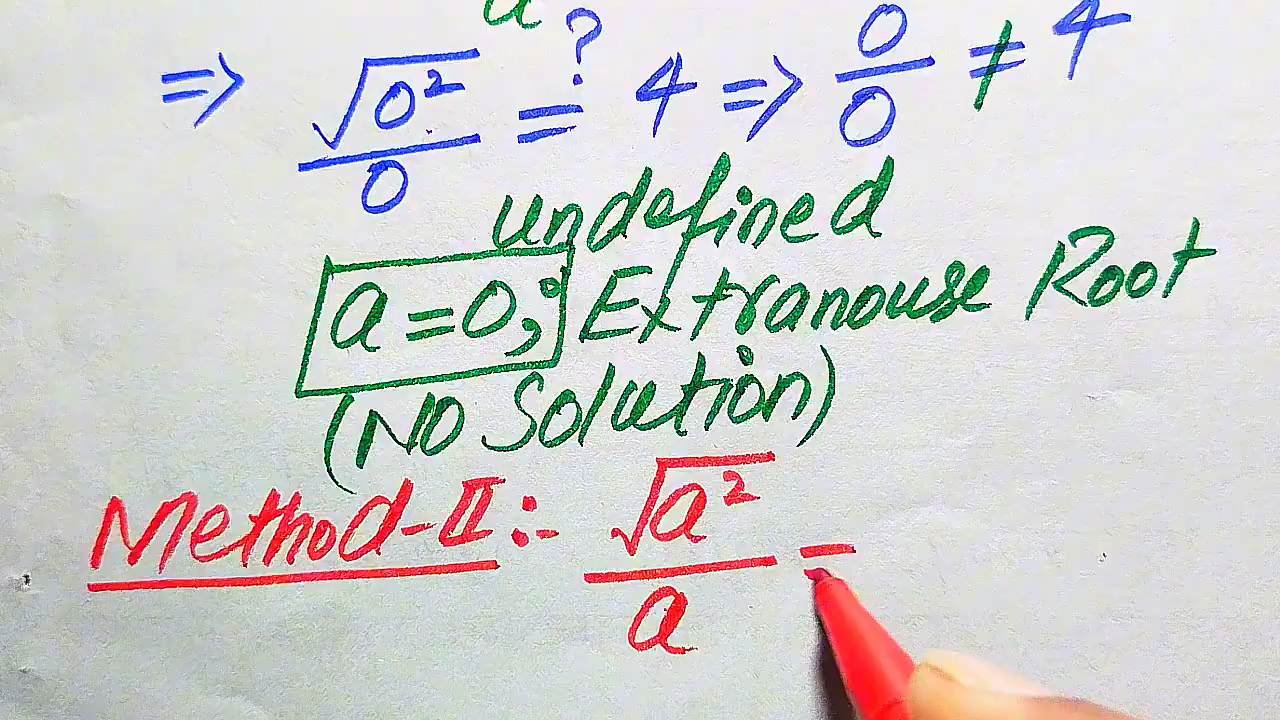 a
⇒ √0²/0 =? 4 ⇒ 0/0 ≠ 4
undefined
a=0; Extranouse Root
(NO Solution)
Method-II:- √a²/a =